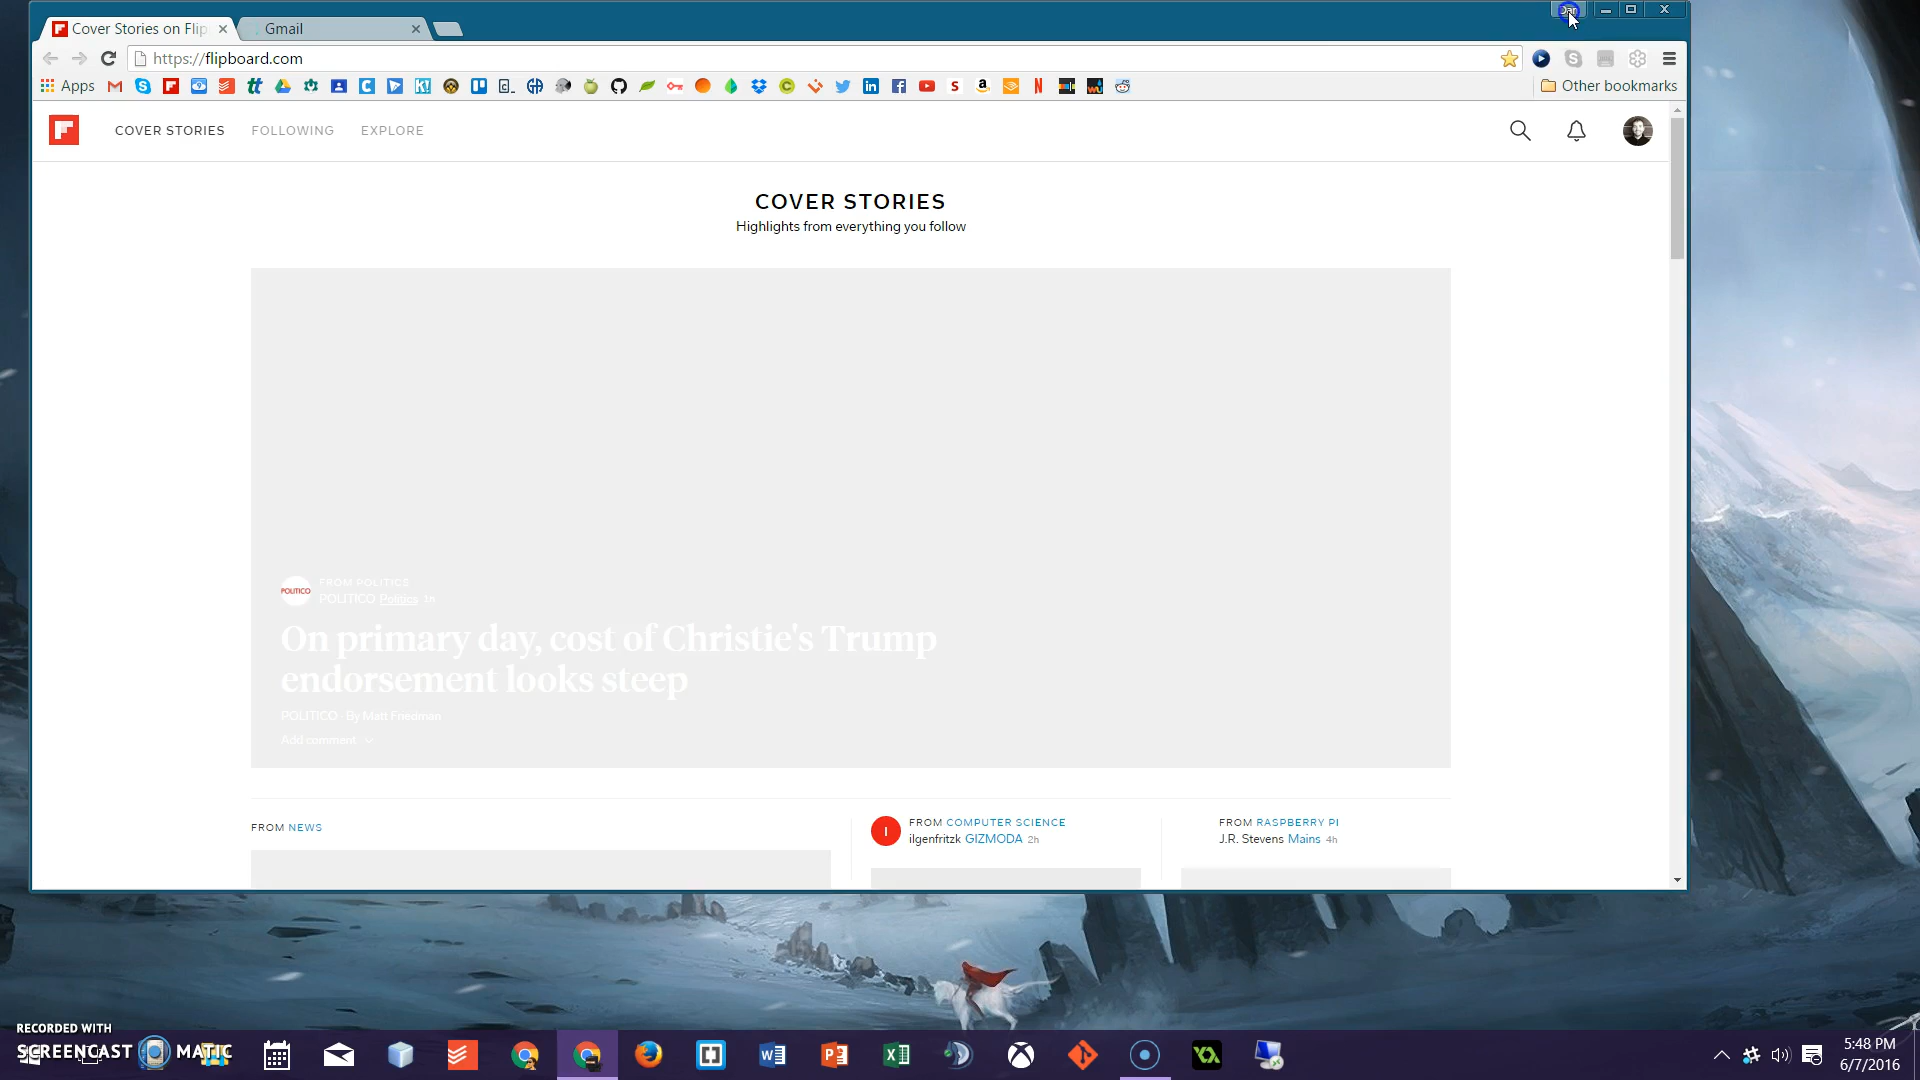 Cover Stories on Flip
Gmail
Dan
https://flipboard.com
Apps
Other bookmarks
COVER STORIES
FOLLOWING
EXPLORE
COVER STORIES
Highlights from everything you follow
POLITICO
FROM POLITICS
POLITICO Politics 1h
On primary day, cost of Christie's Trump
endorsement looks steep
POLITICO By Matt Friedman
Add comment
FROM NEWS
I
FROM COMPUTER SCIENCE
ilgenfritzk GIZMODA 2h
FROM RASPBERRY PI
J.R. Stevens Mains 4h
RECORDED WITH
SCREENCAST MATIC
5:48 PM
6/7/2016